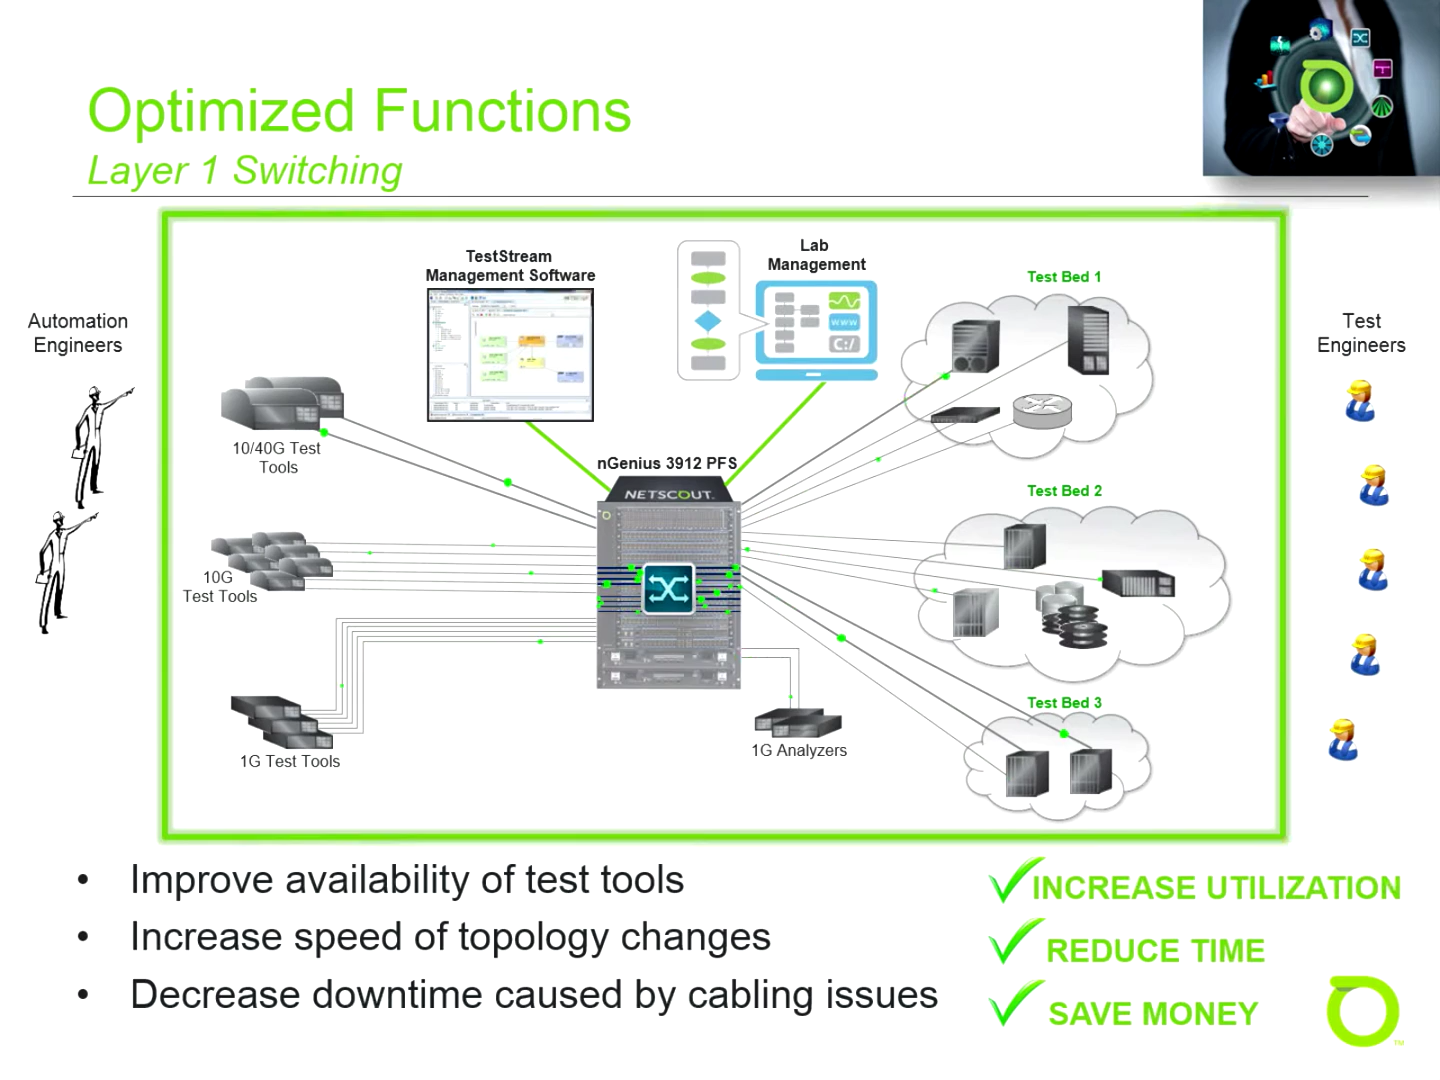 Optimized Functions
Layer 1 Switching
Automation
Engineers
TestStream
Management Software
Lab
Management
www
C:/
Test Bed 1
Test
Engineers
10/40G Test
Tools
nGenius 3912 PFS
NETSCOUT
Test Bed 2
10G
Test Tools
Test Bed 3
1G Test Tools
1G Analyzers
• Improve availability of test tools
• Increase speed of topology changes
• Decrease downtime caused by cabling issues
INCREASE UTILIZATION
REDUCE TIME
SAVE MONEY
TM